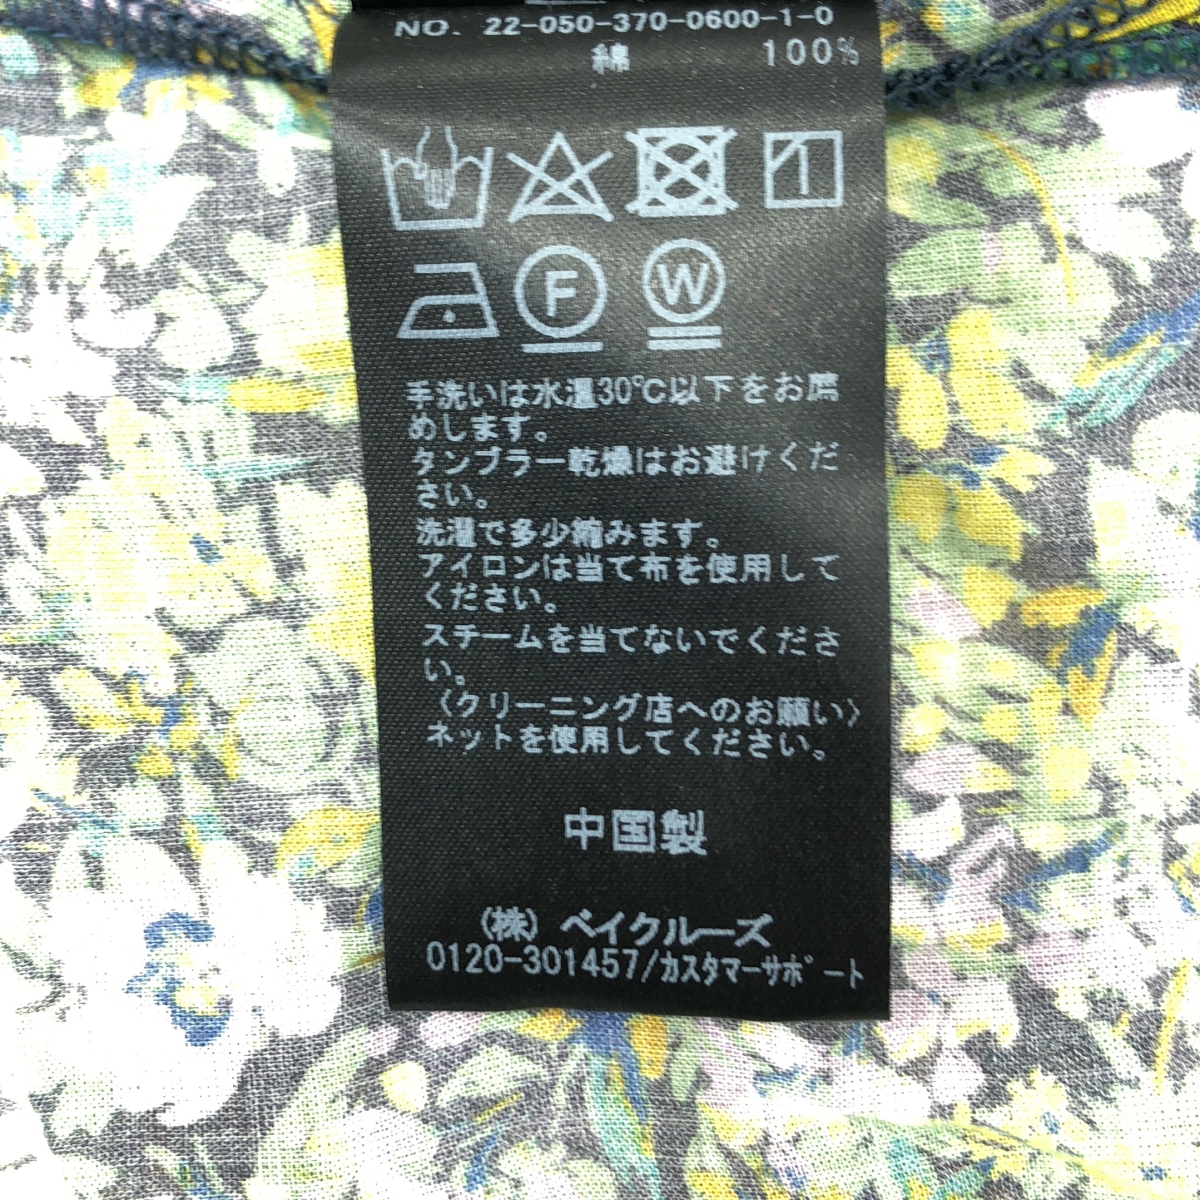 NO. 22-050-370-0600-1-0
綿 100%
F W
手洗いは水温30℃以下をお薦
めします。
タンブラー乾燥はお避けくだ
さい。
洗濯で多少縮みます。
アイロンは当て布を使用して
ください。
スチームを当てないでくださ
い。
〈クリーニング店へのお願い〉
ネットを使用してください。
中国製
(株) ベイクルーズ
0120-301457/カスタマーサポート